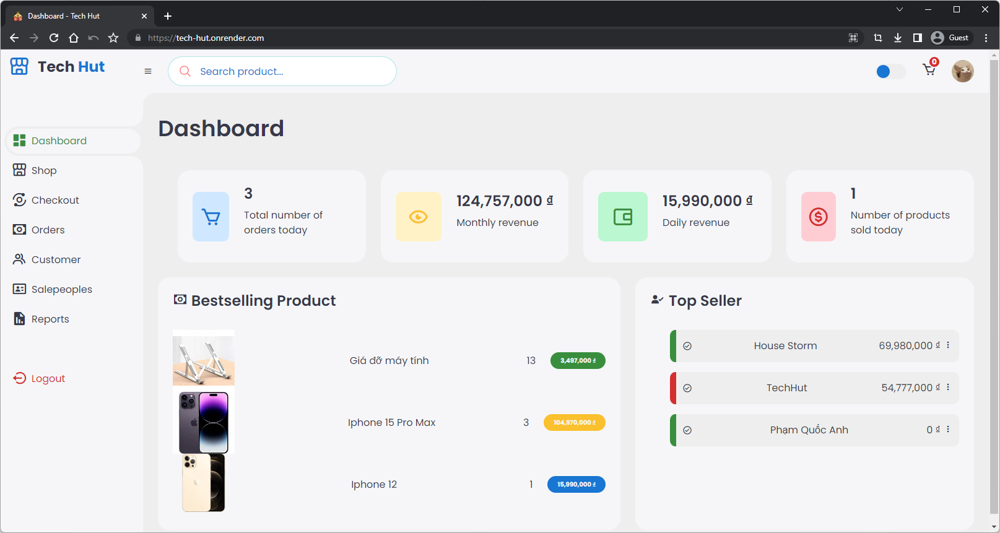 Dashboard - Tech Hut
https://tech-hut.onrender.com
Guest
Tech Hut
Search product...
0
Dashboard
Shop
Checkout
Orders
Customer
Salepeoples
Reports
Logout
Dashboard
3
Total number of
orders today
124,757,000 ₫
Monthly revenue
15,990,000 ₫
Daily revenue
1
Number of products
sold today
Bestselling Product
Giá đỡ máy tính 13 3,497,000 ₫
Iphone 15 Pro Max 3 104,970,000 ₫
Iphone 12 1 15,990,000 ₫
Top Seller
House Storm 69,980,000 ₫
TechHut 54,777,000 ₫
Phạm Quốc Anh 0 ₫